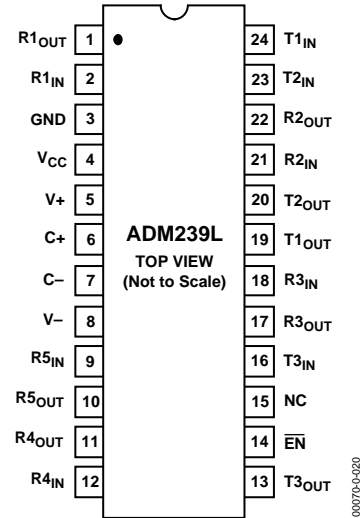 R1OUT 1 24 T1IN
R1IN 2 23 T2IN
GND 3 22 R2OUT
VCC 4 21 R2IN
V+ 5 20 T2OUT
C+ 6 19 T1OUT
C– 7 18 R3IN
V– 8 17 R3OUT
R5IN 9 16 T3IN
R5OUT 10 15 NC
R4OUT 11 14 EN
R4IN 12 13 T3OUT
ADM239L
TOP VIEW
(Not to Scale)
00070-0-020